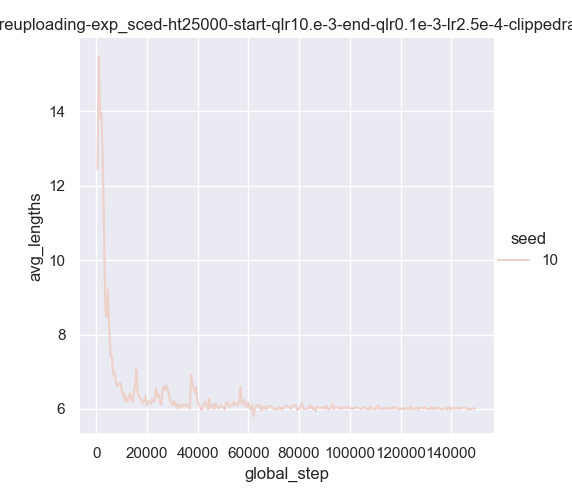 reuploading-exp_sced-ht25000-start-qlr10.e-3-end-qlr0.1e-3-lr2.5e-4-clippedra
14
12
10
8
6
avg_lengths
0 20000 40000 60000 80000 100000 120000 140000
global_step
seed
10